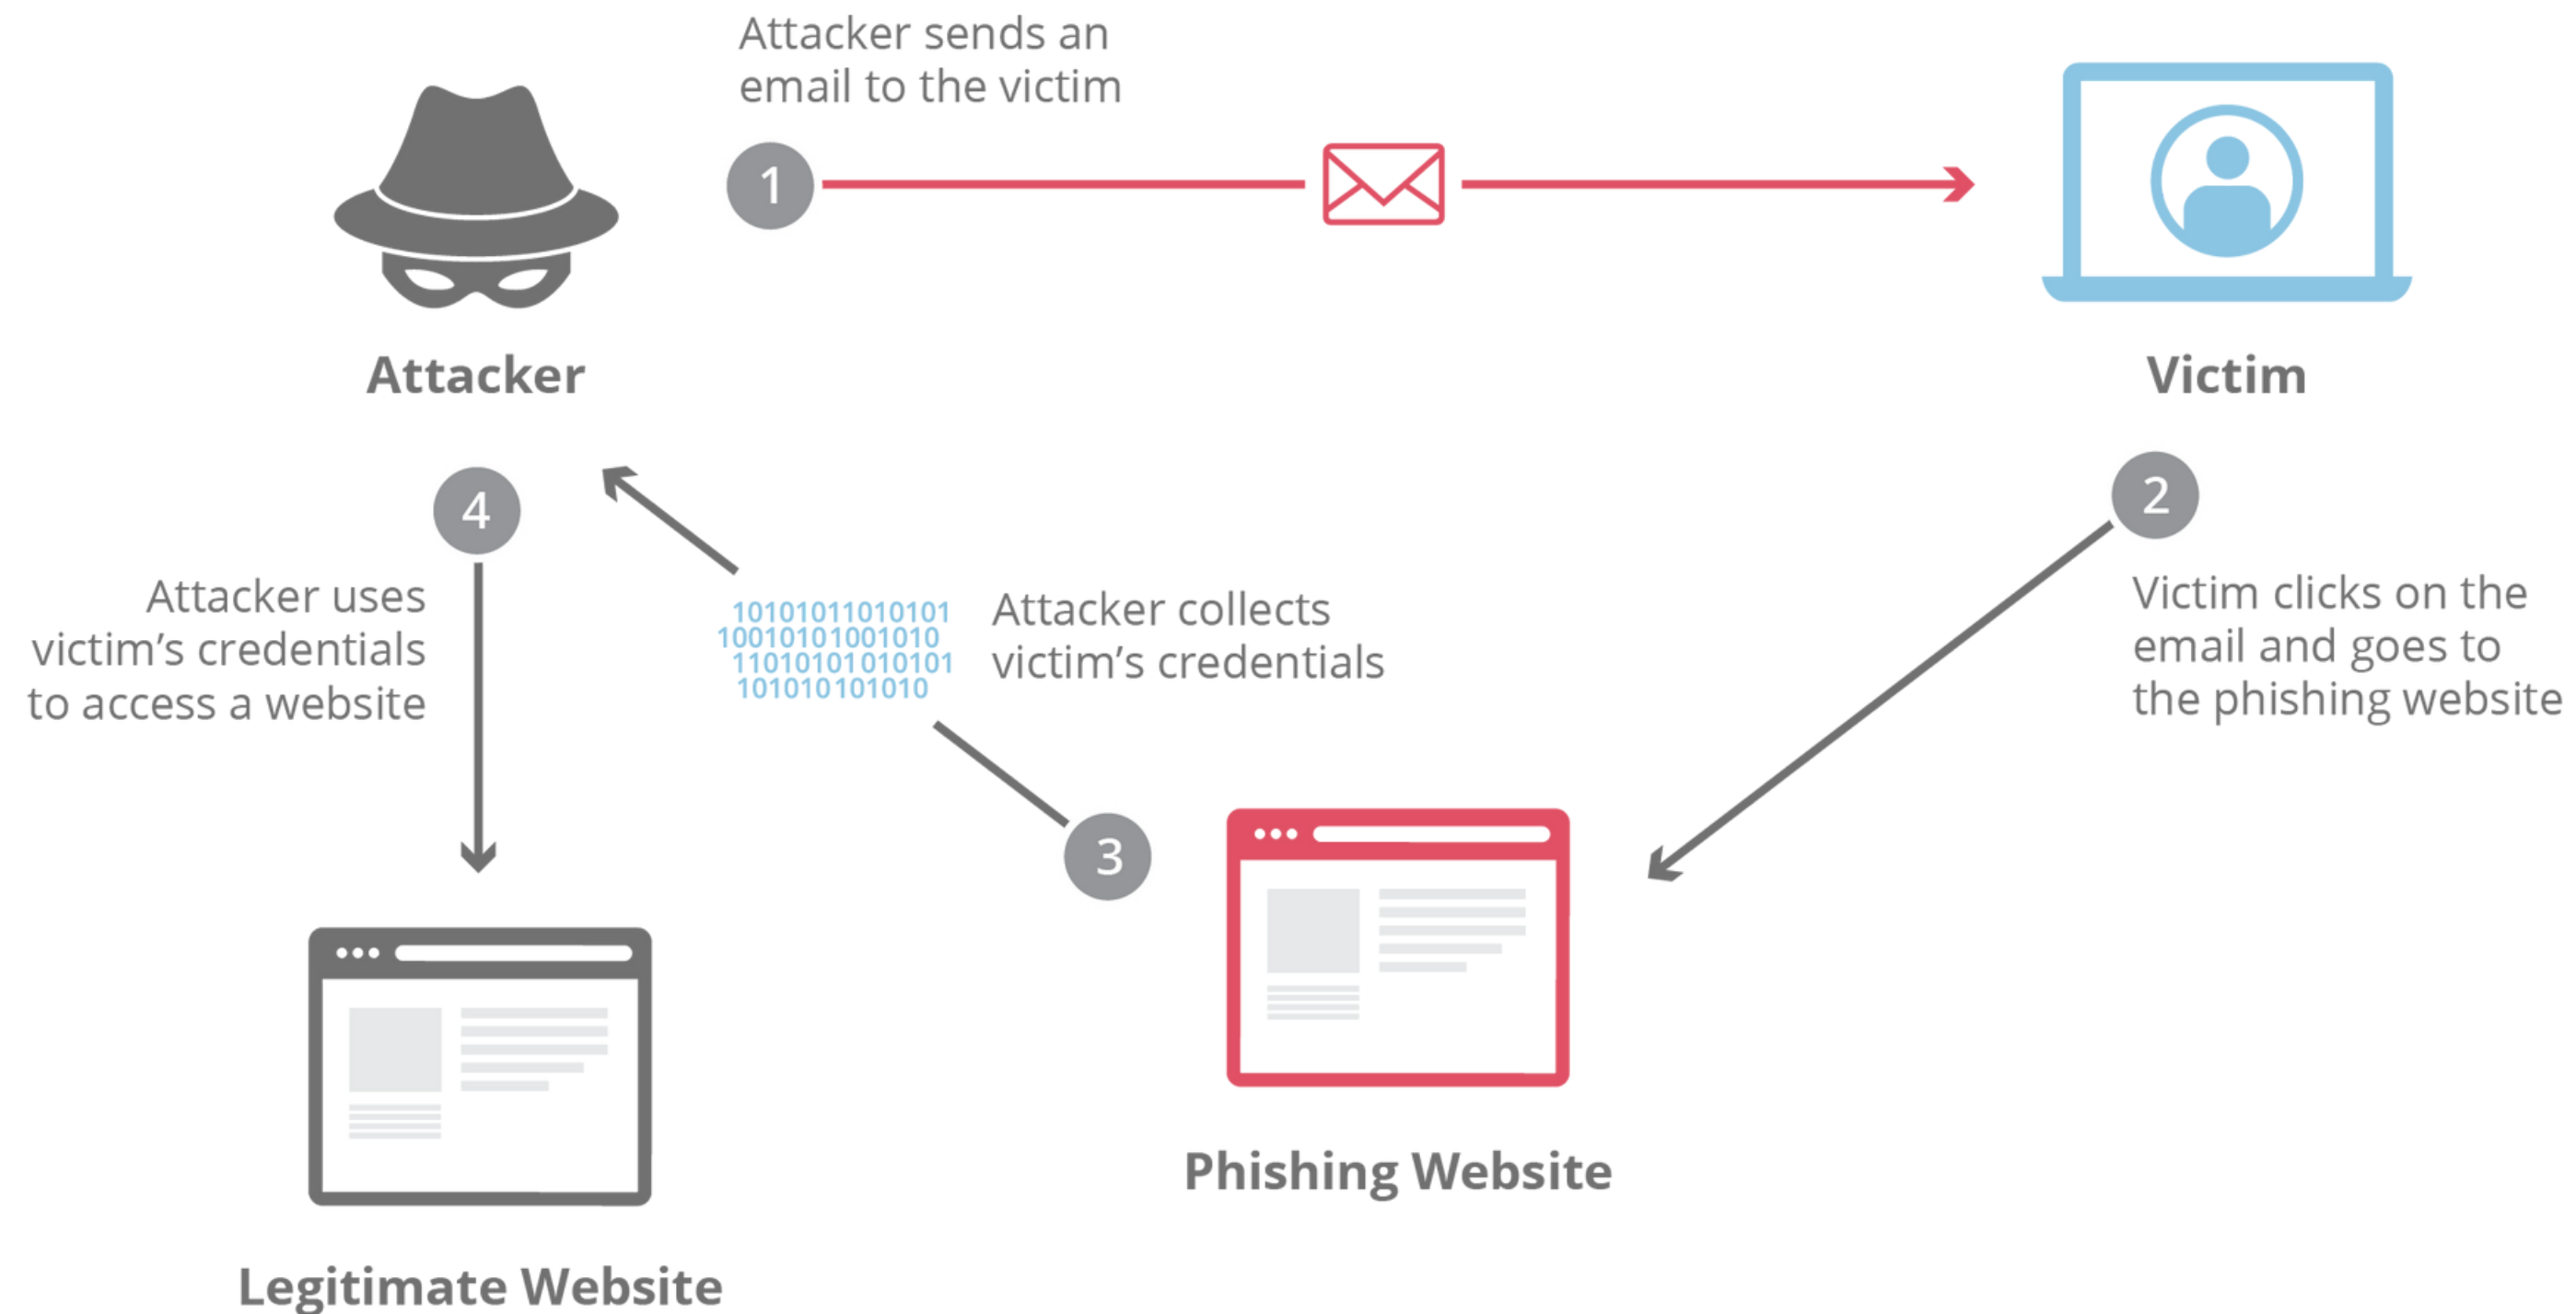 Attacker sends an
email to the victim
1
Attacker
Victim
2
Victim clicks on the
email and goes to
the phishing website
4
Attacker uses
victim’s credentials
to access a website
10101011010101
10010101001010
11010101010101
101010101010
Attacker collects
victim’s credentials
3
Phishing Website
Legitimate Website